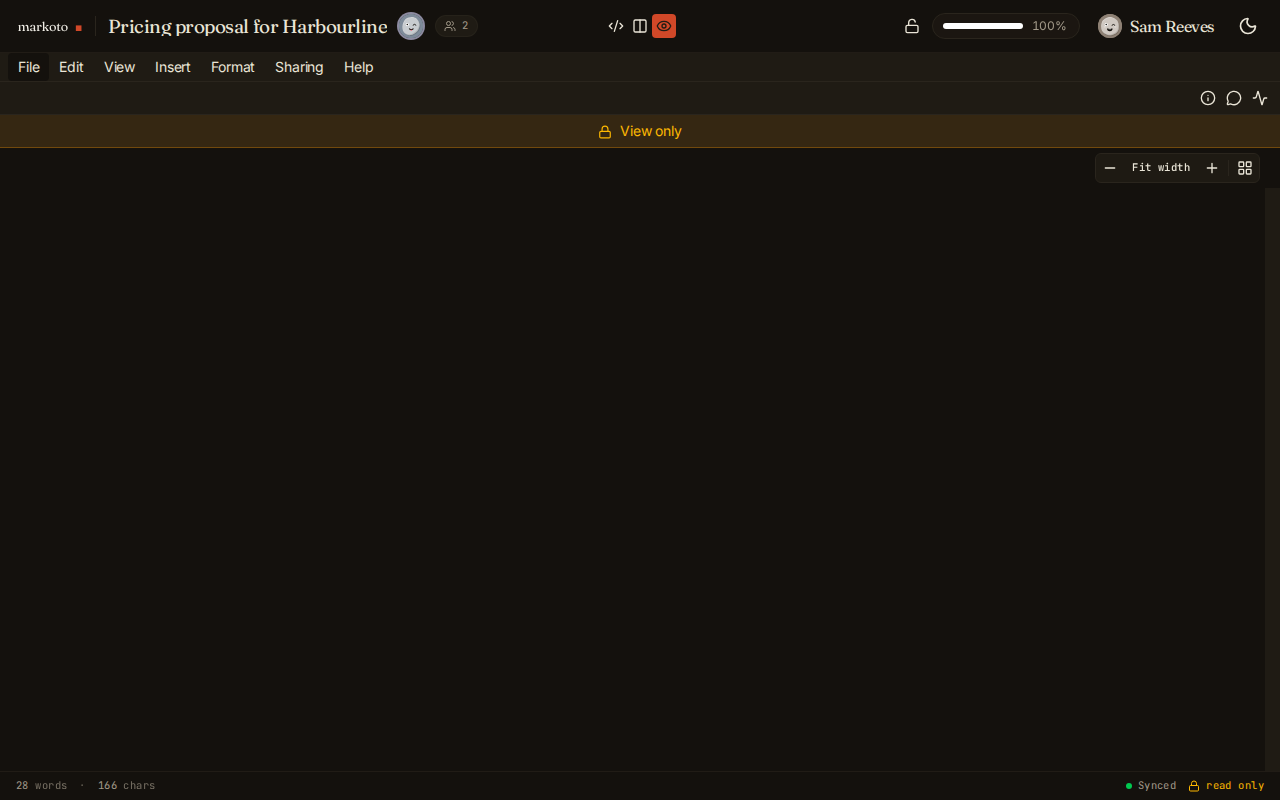 markoto
Pricing proposal for Harbourline
2
100%
Sam Reeves
File Edit View Insert Format Sharing Help
View only
Fit width
28 words · 166 chars
Synced
read only